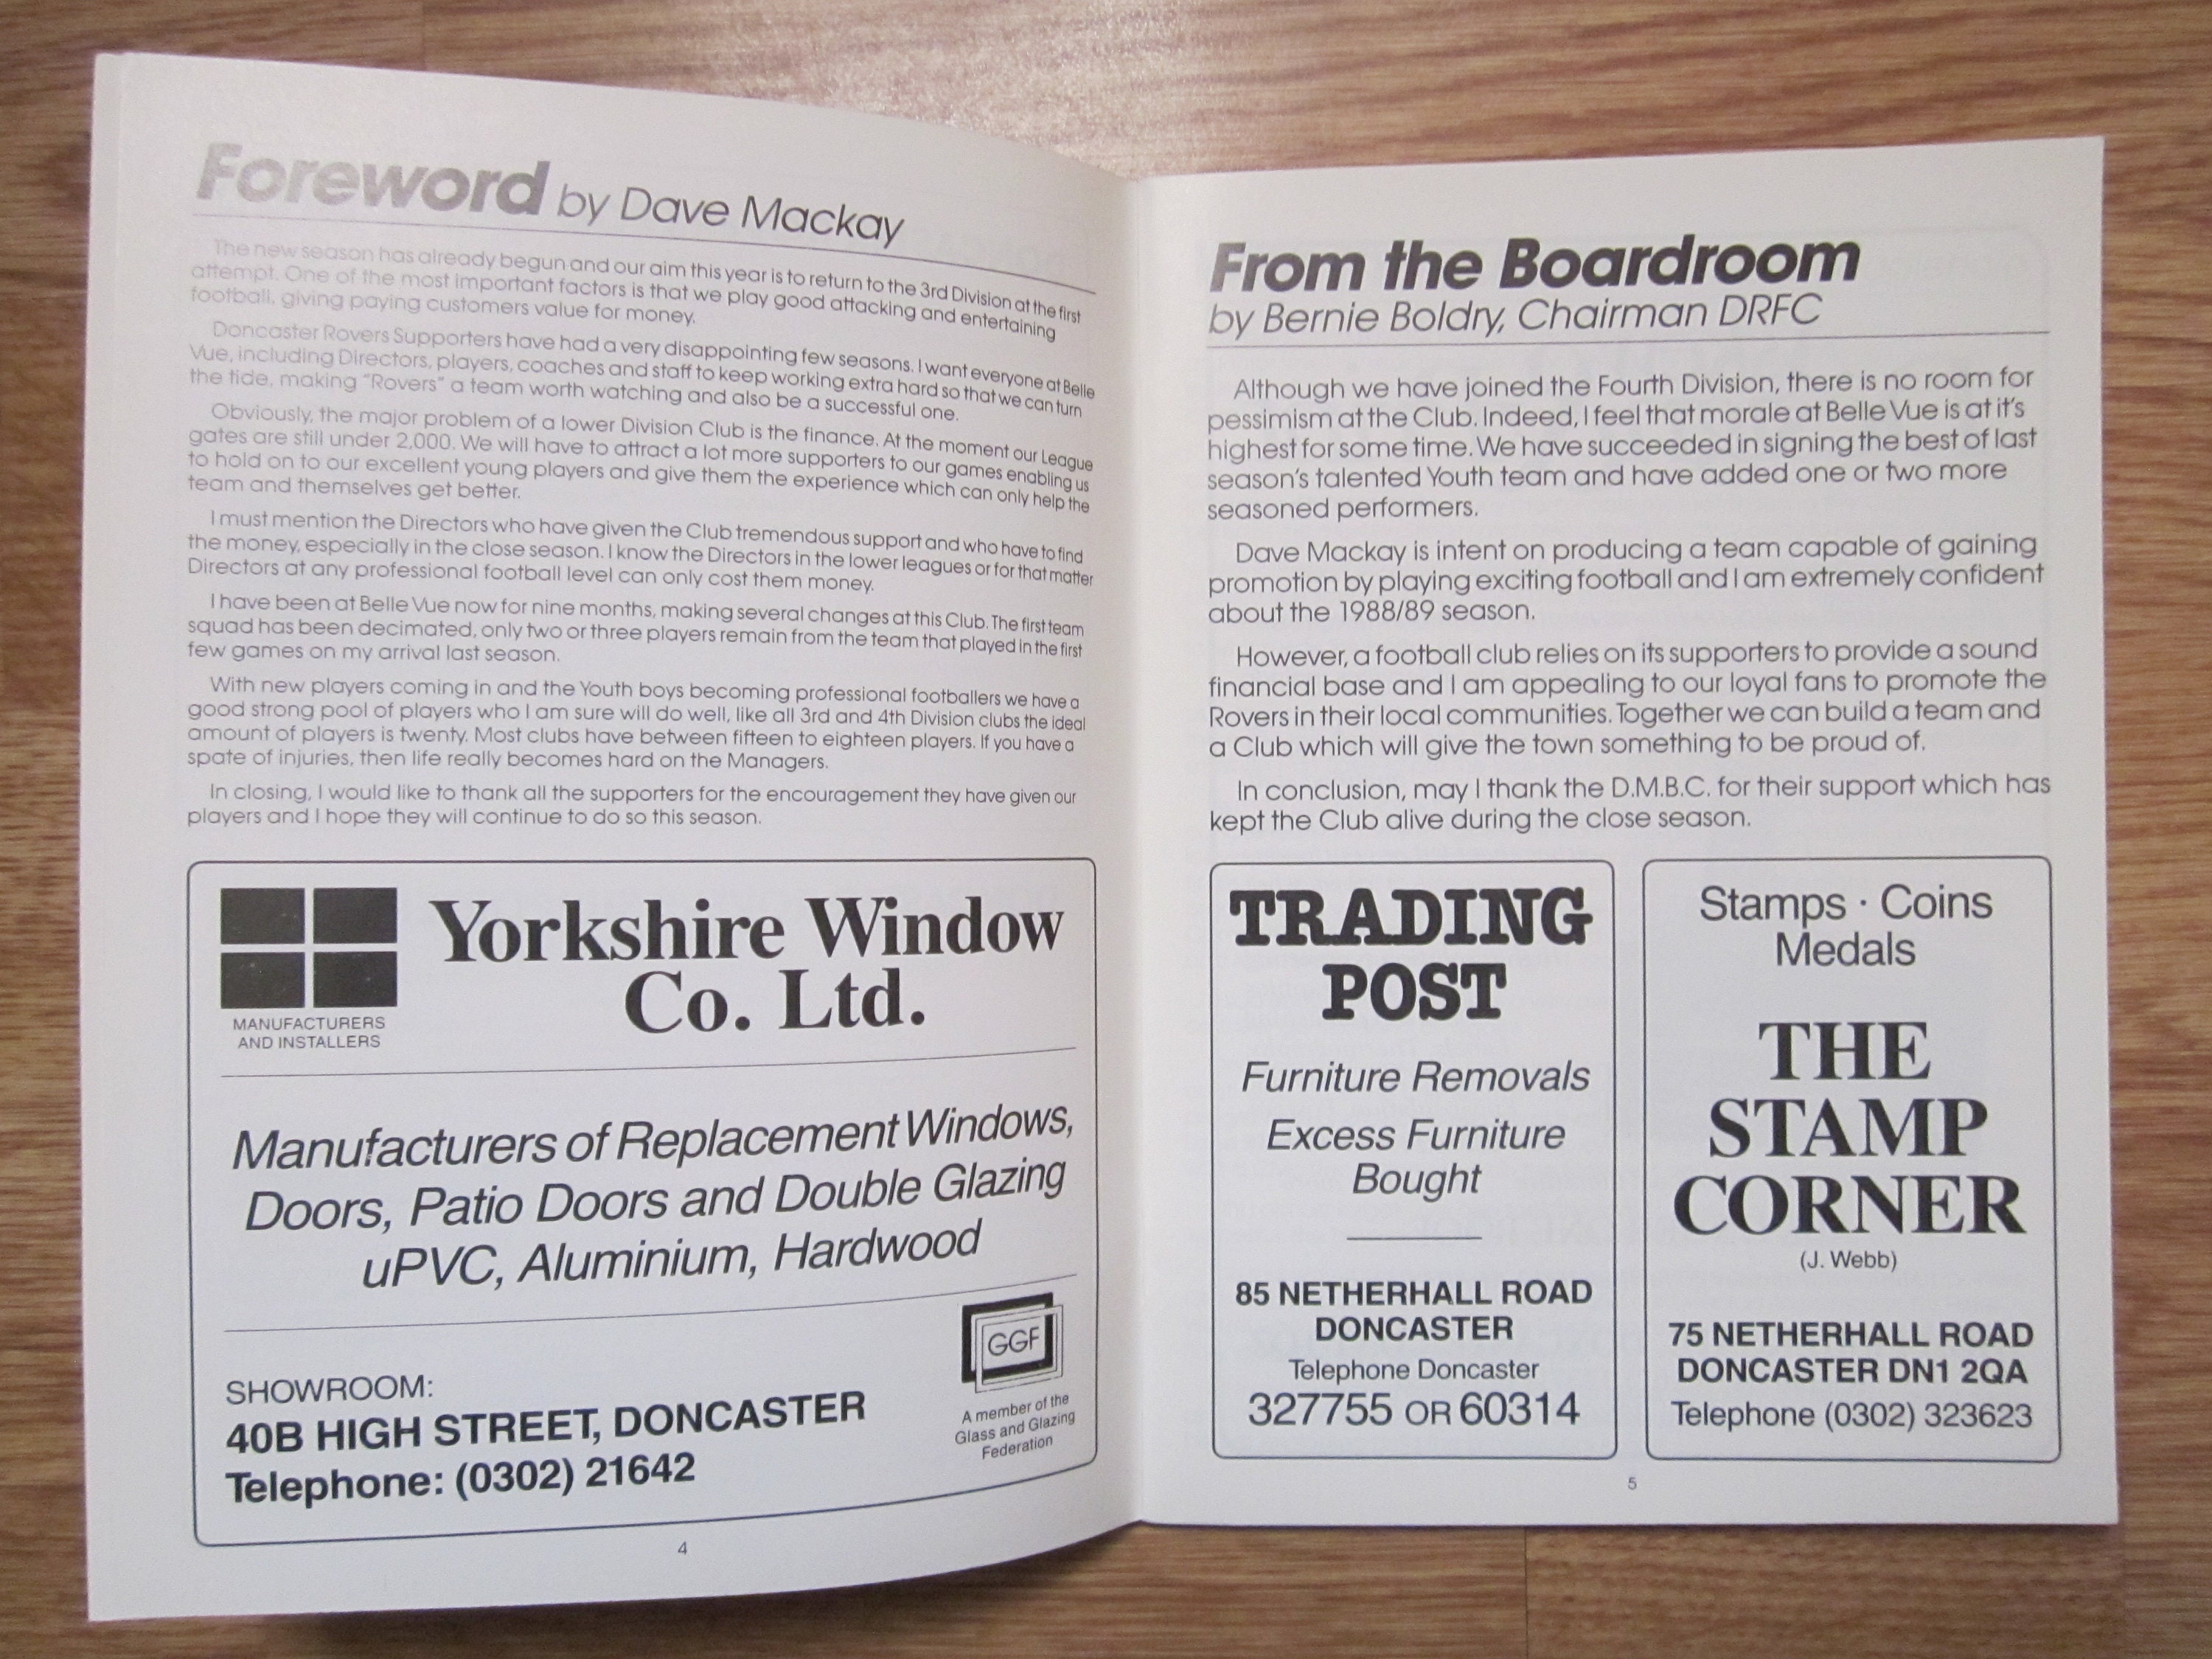 Foreword by Dave Mackay
The new season has already begun and our aim this year is to return to the 3rd Division at the first
attempt. One of the most important factors is that we play good attacking and entertaining
football, giving paying customers value for money.
Doncaster Rovers Supporters have had a very disappointing few seasons. I want everyone at Belle
Vue, including Directors, players, coaches and staff to keep working extra hard so that we can turn
the tide, making "Rovers" a team worth watching and also be a successful one.
Obviously, the major problem of a lower Division Club is the finance. At the moment our League
gates are still under 2,000. We will have to attract a lot more supporters to our games enabling us
to hold on to our excellent young players and give them the experience which can only help the
team and themselves get better.
I must mention the Directors who have given the Club tremendous support and who have to find
the money, especially in the close season. I know the Directors in the lower leagues or for that matter
Directors at any professional football level can only cost them money.
I have been at Belle Vue now for nine months, making several changes at this Club. The first team
squad has been decimated, only two or three players remain from the team that played in the first
few games on my arrival last season.
With new players coming in and the Youth boys becoming professional footballers we have a
good strong pool of players who I am sure will do well, like all 3rd and 4th Division clubs the ideal
amount of players is twenty. Most clubs have between fifteen to eighteen players. If you have a
spate of injuries, then life really becomes hard on the Managers.
In closing, I would like to thank all the supporters for the encouragement they have given our
players and I hope they will continue to do so this season.
MANUFACTURERS
AND INSTALLERS
Yorkshire Window
Co. Ltd.
Manufacturers of Replacement Windows,
Doors, Patio Doors and Double Glazing
uPVC, Aluminium, Hardwood
SHOWROOM:
40B HIGH STREET, DONCASTER
Telephone: (0302) 21642
GGF
A member of the
Glass and Glazing
Federation
4
From the Boardroom
by Bernie Boldry, Chairman DRFC
Although we have joined the Fourth Division, there is no room for
pessimism at the Club. Indeed, I feel that morale at Belle Vue is at it's
highest for some time. We have succeeded in signing the best of last
season's talented Youth team and have added one or two more
seasoned performers.
Dave Mackay is intent on producing a team capable of gaining
promotion by playing exciting football and I am extremely confident
about the 1988/89 season.
However, a football club relies on its supporters to provide a sound
financial base and I am appealing to our loyal fans to promote the
Rovers in their local communities. Together we can build a team and
a Club which will give the town something to be proud of.
In conclusion, may I thank the D.M.B.C. for their support which has
kept the Club alive during the close season.
TRADING
POST
Furniture Removals
Excess Furniture
Bought
85 NETHERHALL ROAD
DONCASTER
Telephone Doncaster
327755 OR 60314
Stamps · Coins
Medals
THE
STAMP
CORNER
(J. Webb)
75 NETHERHALL ROAD
DONCASTER DN1 2QA
Telephone (0302) 323623
5